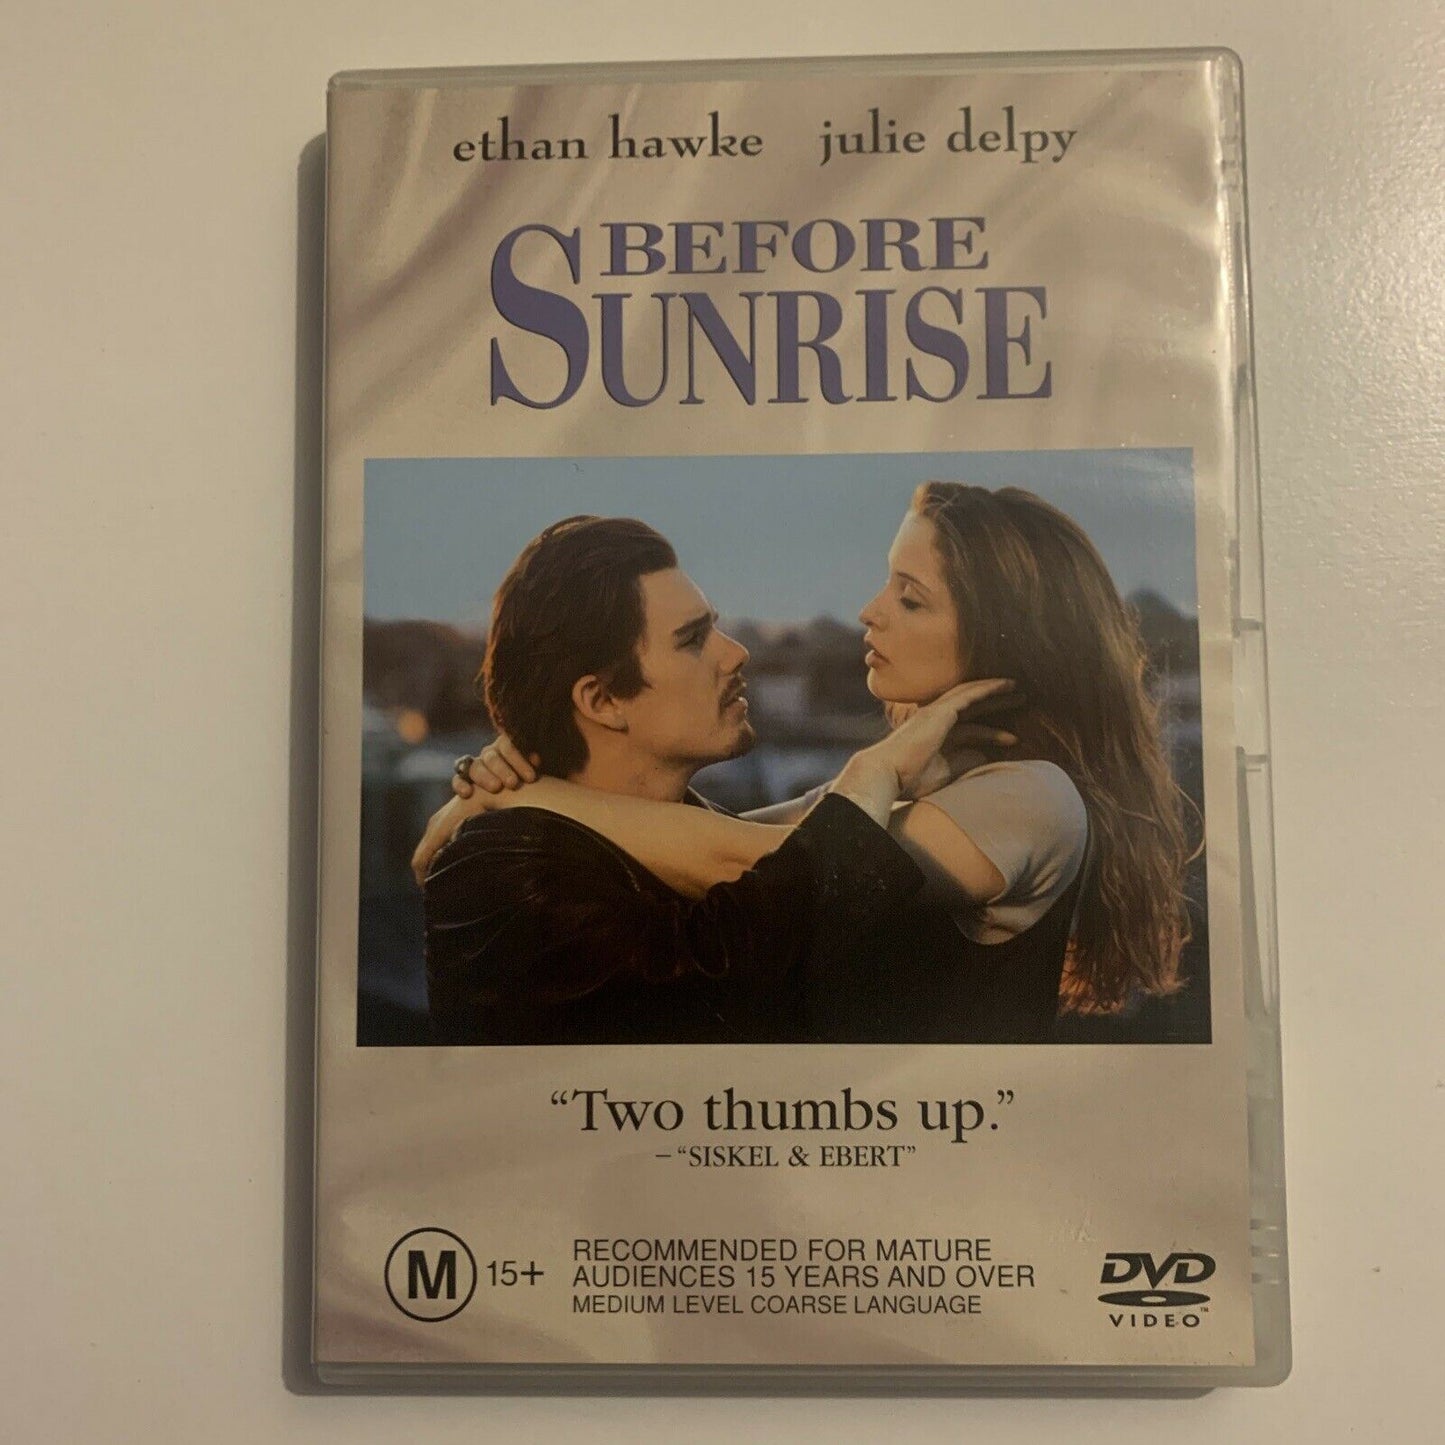 ethan hawke julie delpy
BEFORE
SUNRISE
“Two thumbs up.”
– “SISKEL & EBERT”
M 15+
RECOMMENDED FOR MATURE
AUDIENCES 15 YEARS AND OVER
MEDIUM LEVEL COARSE LANGUAGE
DVD
VIDEO™